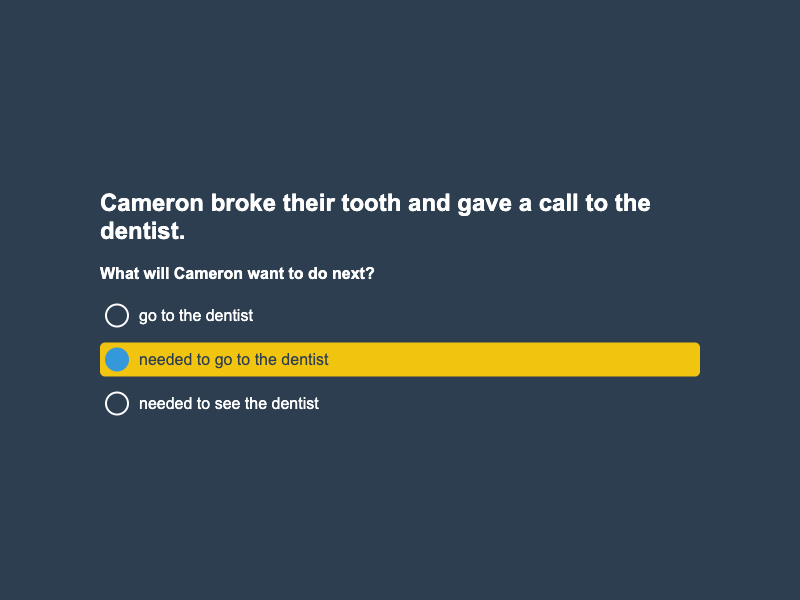 Cameron broke their tooth and gave a call to the
dentist.
What will Cameron want to do next?
go to the dentist
needed to go to the dentist
needed to see the dentist